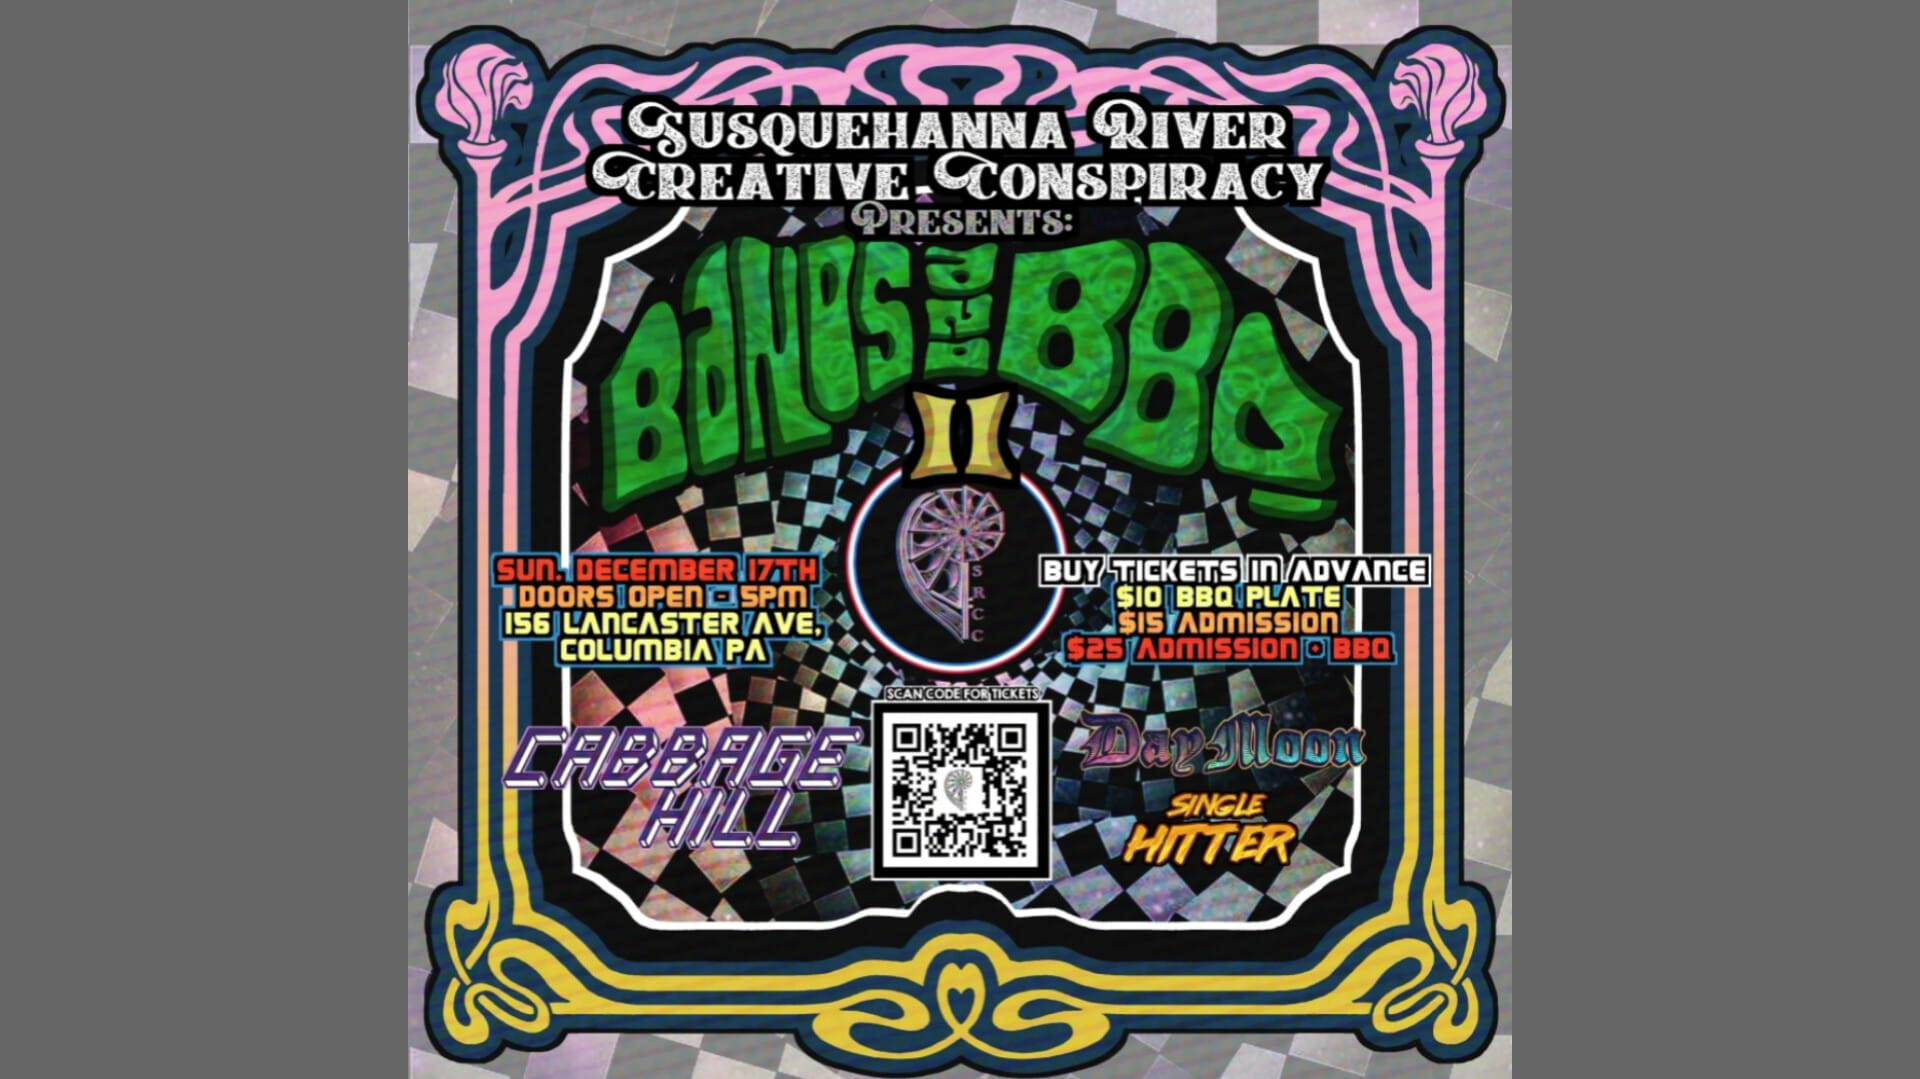 Susquehanna River
Creative Conspiracy
Presents:
Bands and BBQ
II
SRCC
SUN. DECEMBER 17TH
DOORS OPEN - 5PM
156 LANCASTER AVE,
COLUMBIA PA
BUY TICKETS IN ADVANCE
$10 BBQ PLATE
$15 ADMISSION
$25 ADMISSION + BBQ
SCAN CODE FOR TICKETS
CABBAGE
HILL
Day Moon
SINGLE
HITTER